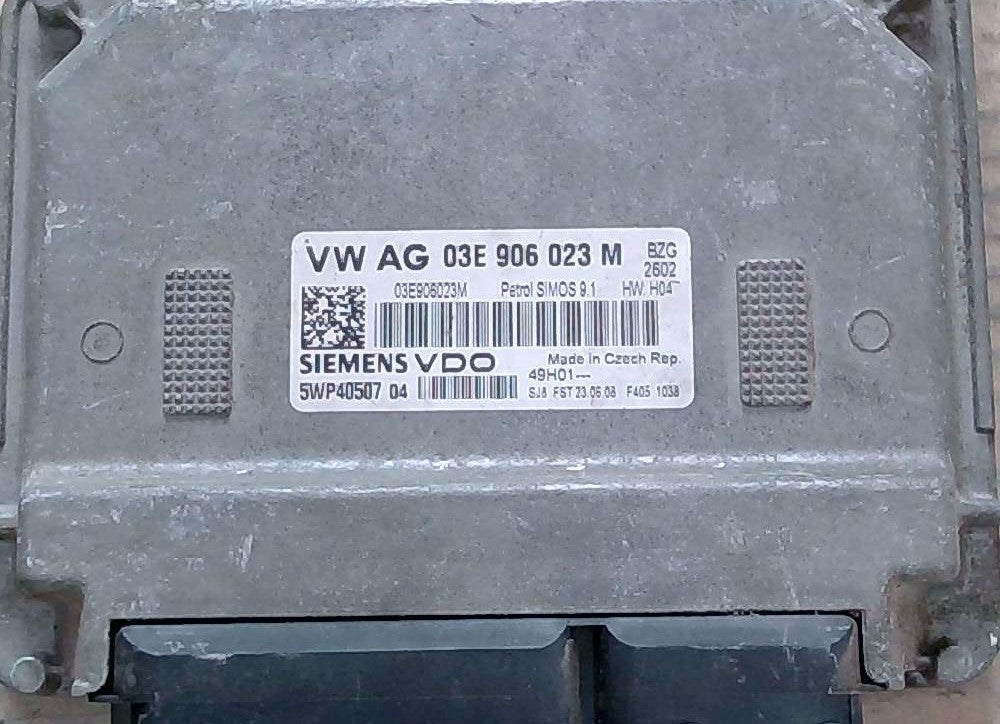 VW AG 03E 906 023 M BZG
2602
03E906023M Petrol SIMOS 9.1 HW. H04
SIEMENS VDO Made in Czech Rep.
49H01---
5WP40507 04 SJ8 FST 23.06.08 F405 1038